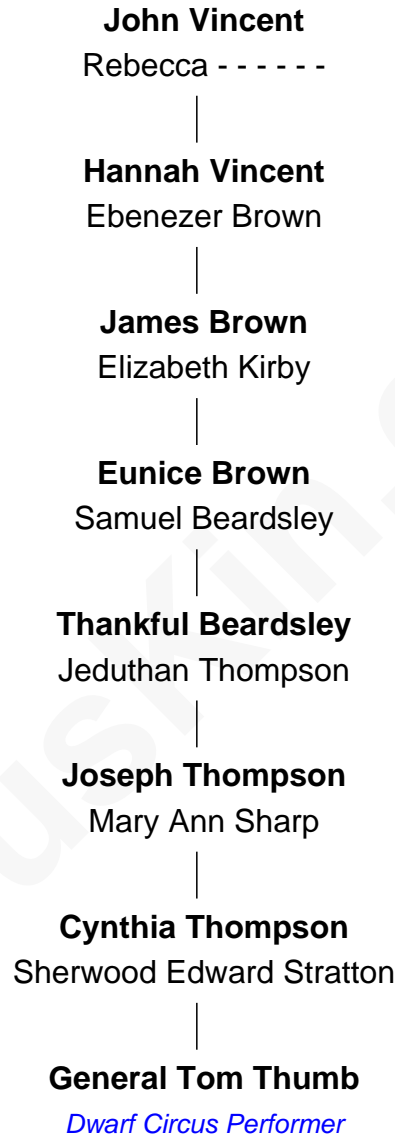 John Vincent
Rebecca - - - - - -
Hannah Vincent
Ebenezer Brown
James Brown
Elizabeth Kirby
Eunice Brown
Samuel Beardsley
Thankful Beardsley
Jeduthan Thompson
Joseph Thompson
Mary Ann Sharp
Cynthia Thompson
Sherwood Edward Stratton
General Tom Thumb
Dwarf Circus Performer